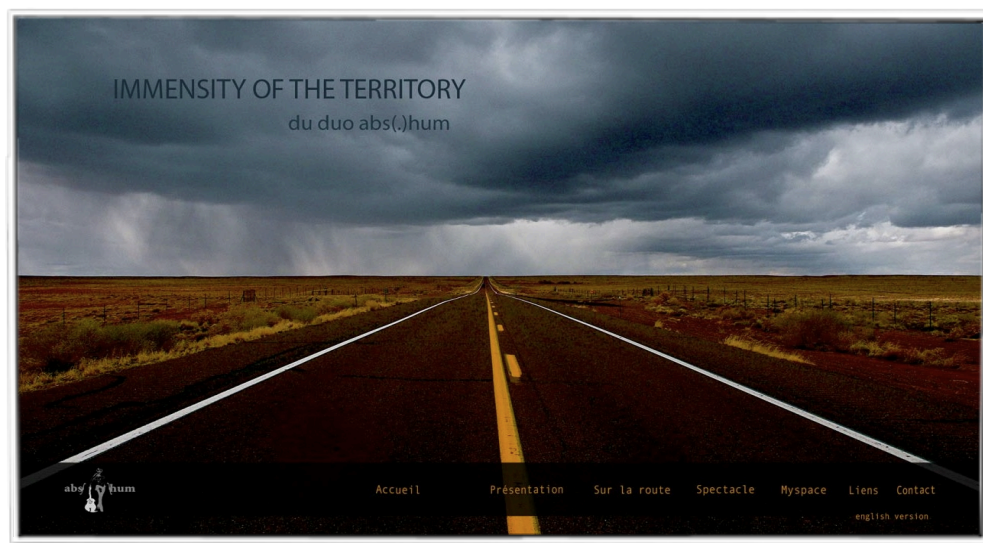 IMMENSITY OF THE TERRITORY
du duo abs(.)hum
abs hum
Accueil Présentation Sur la route Spectacle Myspace Liens Contact
english version